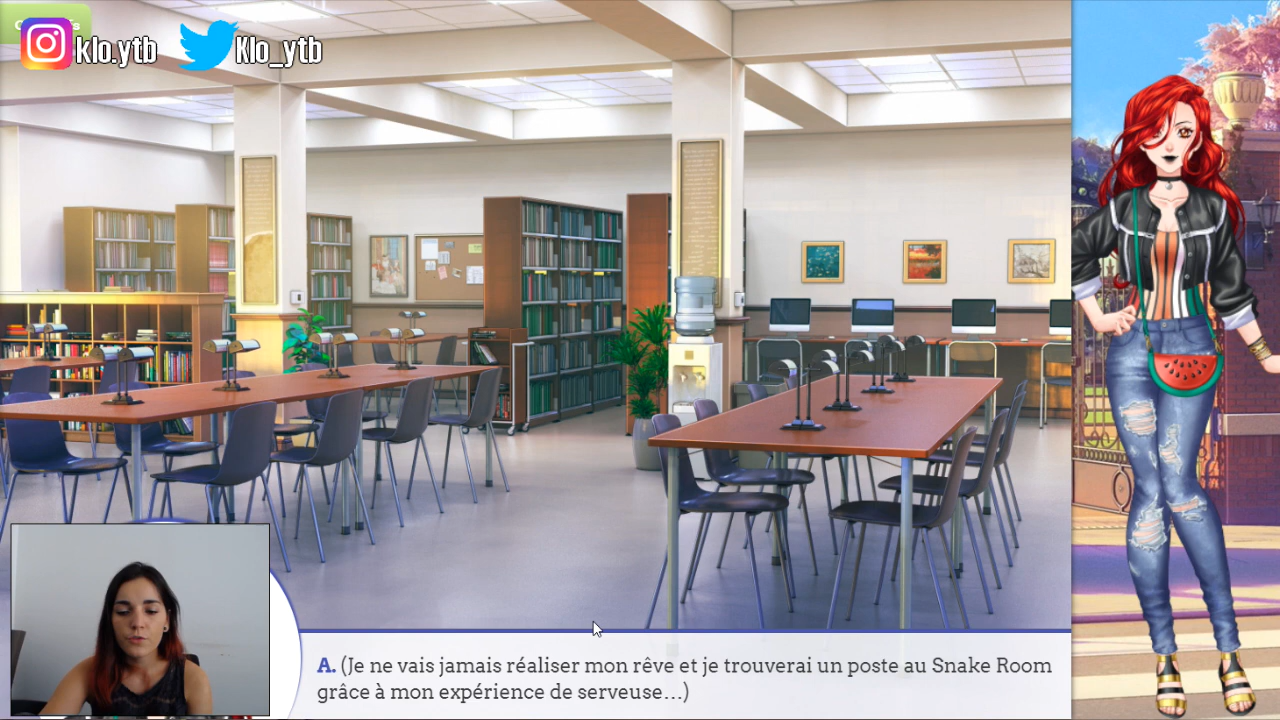 klo.ytb
Klo_ytb
A. (Je ne vais jamais réaliser mon rêve et je trouverai un poste au Snake Room
grâce à mon expérience de serveuse...)